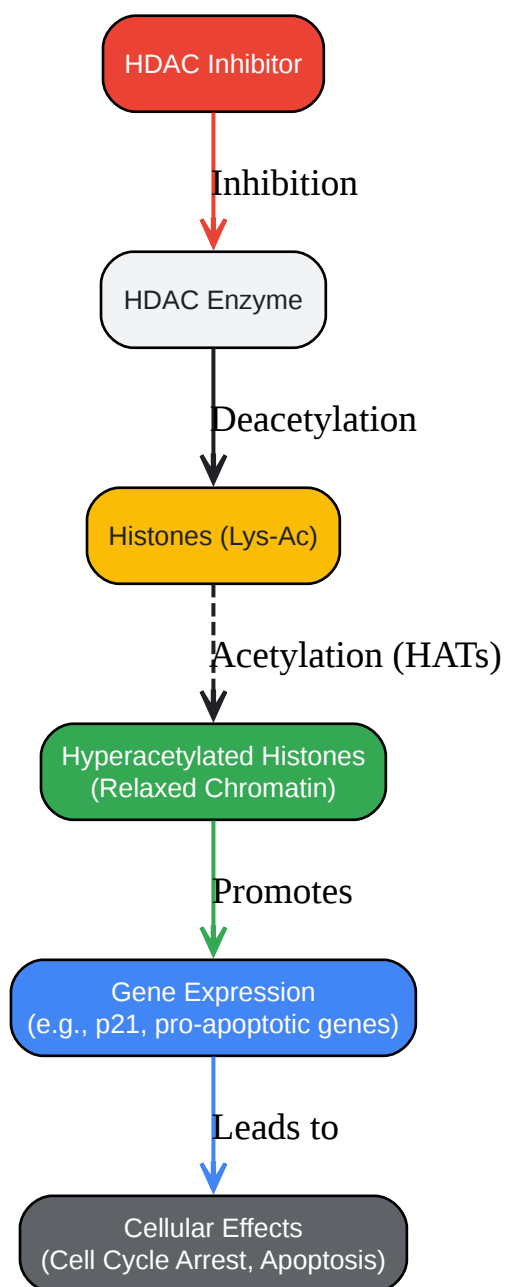 HDAC Inhibitor
Inhibition
HDAC Enzyme
Deacetylation
Histones (Lys-Ac)
Acetylation (HATs)
Hyperacetylated Histones
(Relaxed Chromatin)
Promotes
Gene Expression
(e.g., p21, pro-apoptotic genes)
Leads to
Cellular Effects
(Cell Cycle Arrest, Apoptosis)